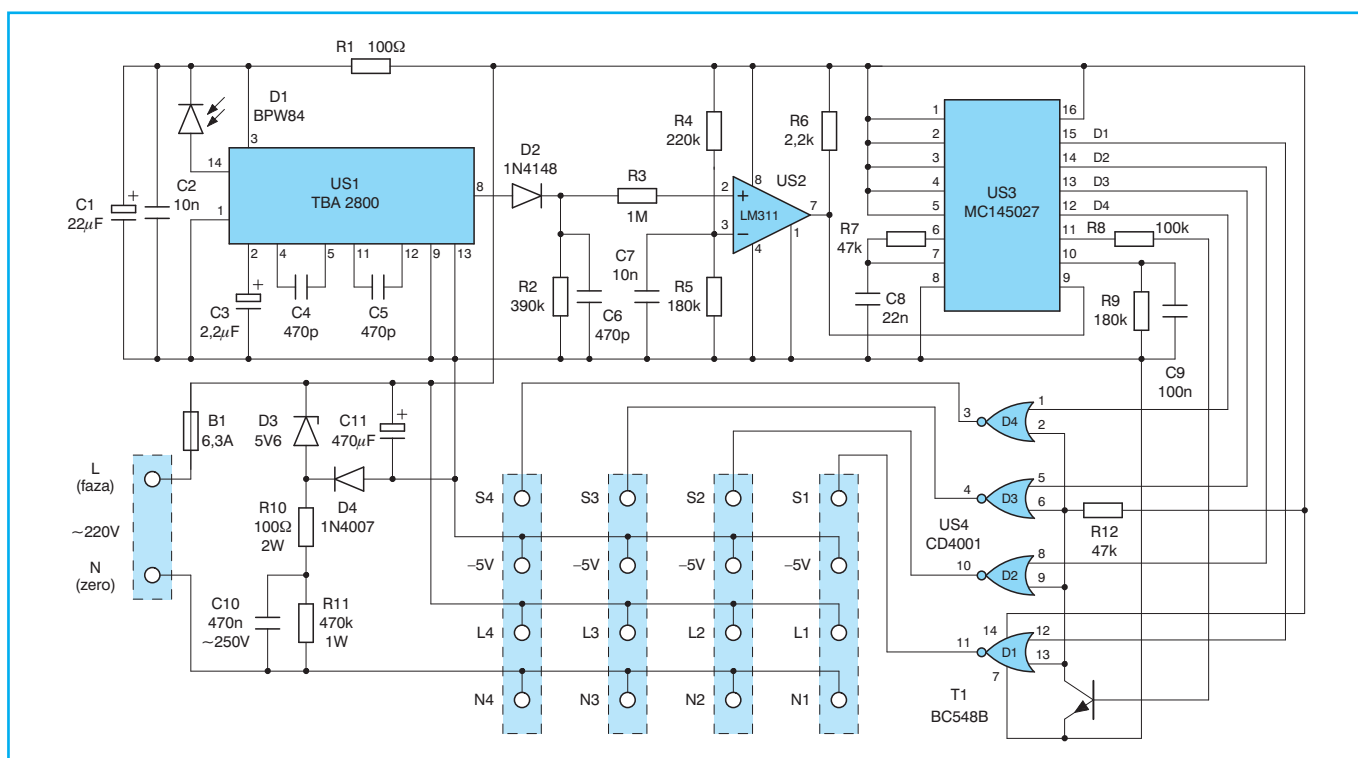 R1 100Ω
D1
BPW84
3
14
US1
TBA 2800
8
1
2
4
5
11
12
9
13
C1
22µF
+
C2
10n
C3
2,2µF
+
C4
470p
C5
470p
D2
1N4148
R3
1M
R2
390k
C6
470p
C7
10n
R4
220k
R5
180k
R6
2,2k
US2
LM311
2
+
3
−
8
7
4
1
R7
47k
C8
22n
US3
MC145027
1
2
3
4
5
6
7
8
16
15 D1
14 D2
13 D3
12 D4
11
10
9
R8
100k
R9
180k
C9
100n
L
(faza)
~220V
N
(zero)
B1
6,3A
D3
5V6
C11
470µF
+
D4
1N4007
R10
100Ω
2W
C10
470n
~250V
R11
470k
1W
S4 S3 S2 S1
−5V −5V −5V −5V
L4 L3 L2 L1
N4 N3 N2 N1
3
D4
1
2
4
D3
5
6
US4
CD4001
10
D2
8
9
11
14
D1
12
13
7
R12
47k
T1
BC548B